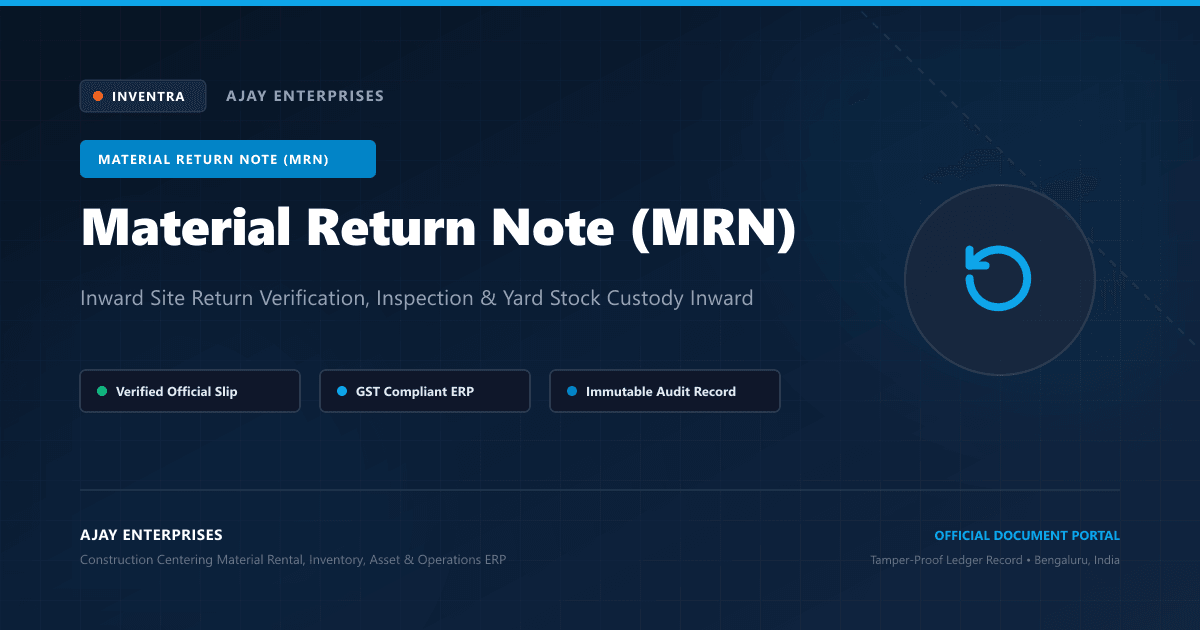 INVENTRA AJAY ENTERPRISES
MATERIAL RETURN NOTE (MRN)
Material Return Note (MRN)
Inward Site Return Verification, Inspection & Yard Stock Custody Inward
Verified Official Slip GST Compliant ERP Immutable Audit Record
AJAY ENTERPRISES OFFICIAL DOCUMENT PORTAL
Construction Centering Material Rental, Inventory, Asset & Operations ERP Tamper-Proof Ledger Record • Bengaluru, India